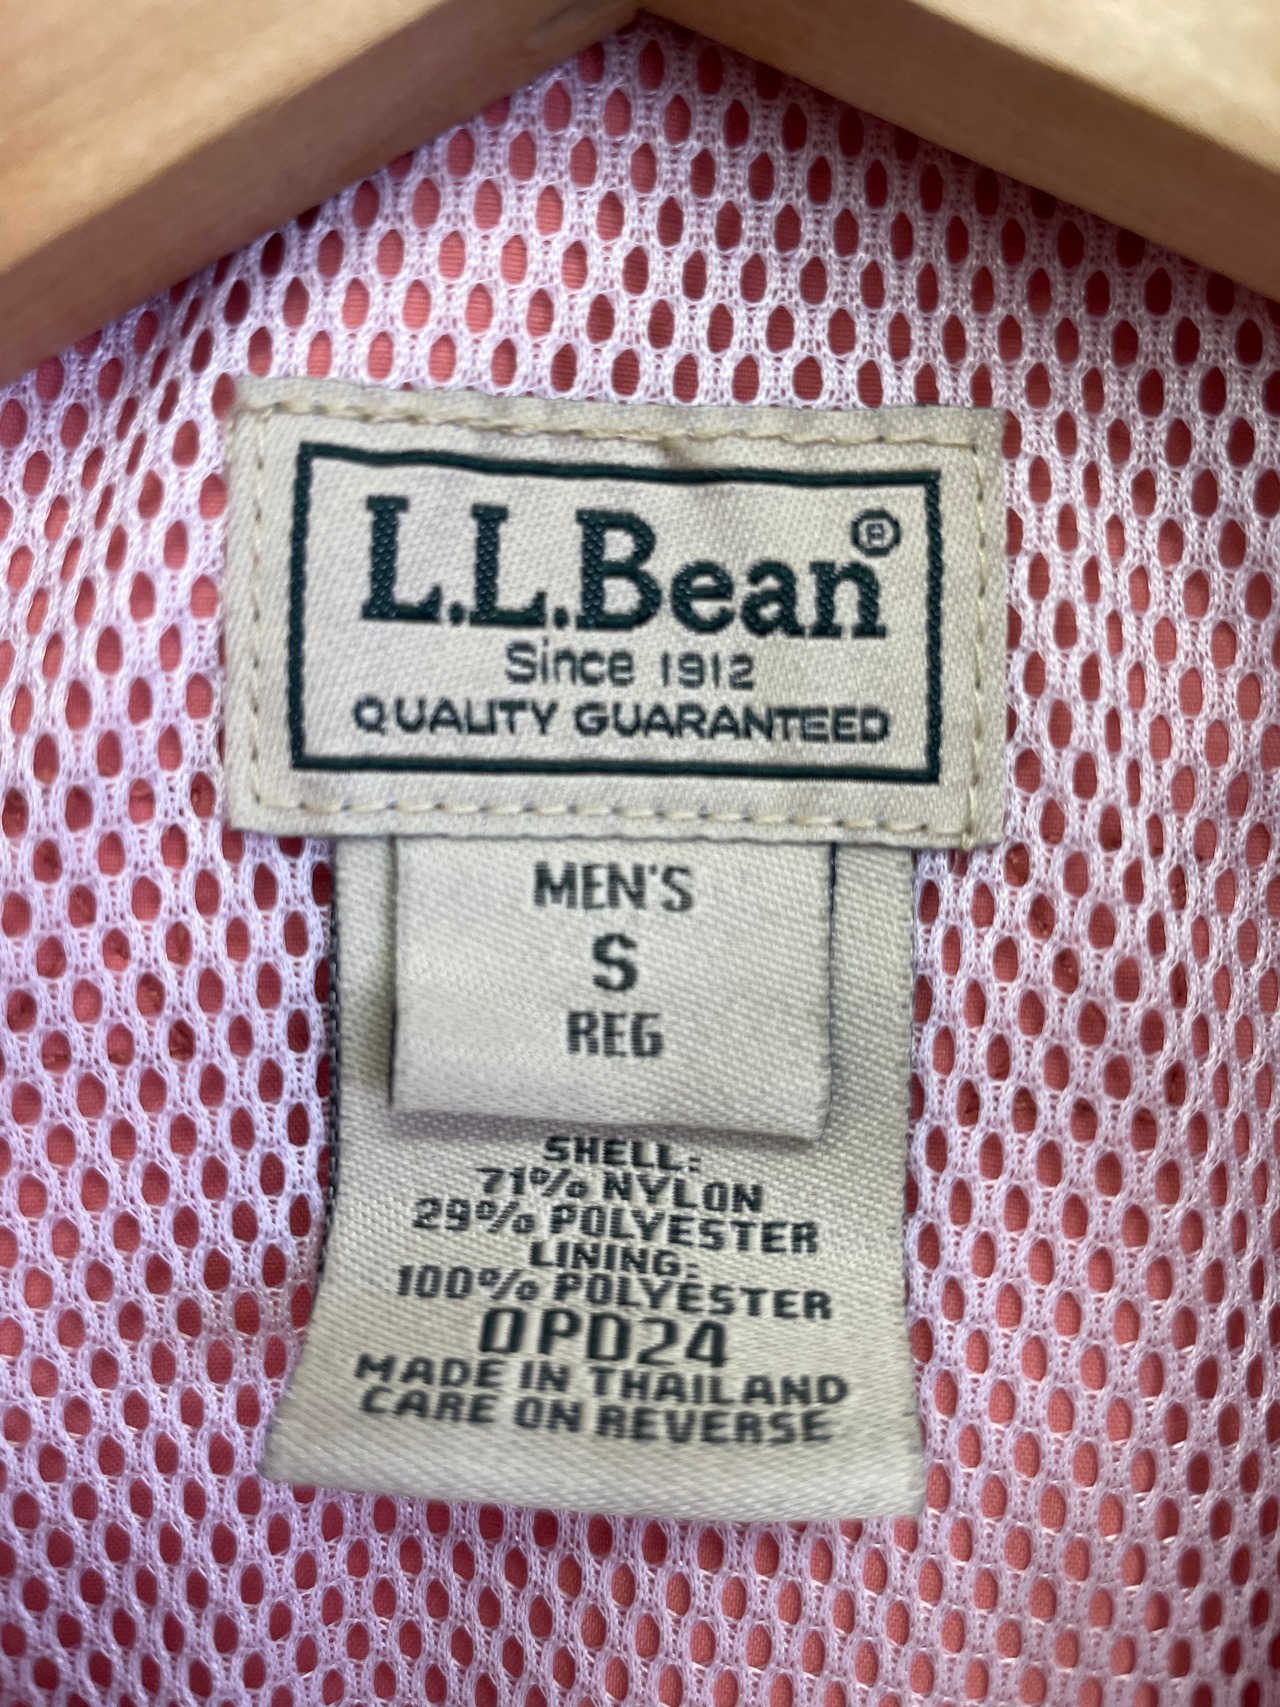 L.L.Bean®
Since 1912
QUALITY GUARANTEED
MEN'S
S
REG
SHELL:
71% NYLON
29% POLYESTER
LINING:
100% POLYESTER
0PD24
MADE IN THAILAND
CARE ON REVERSE